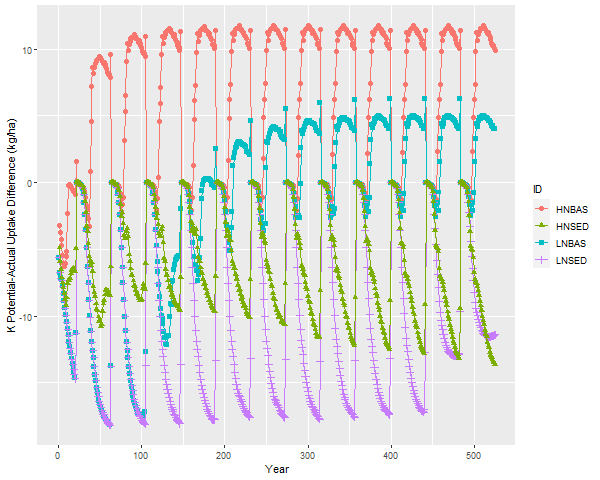 K Potential-Actual Uptake Difference (kg/ha)
10
0
-10
0
100
200
300
400
500
Year
ID
HNBAS
HNSED
LNBAS
LNSED